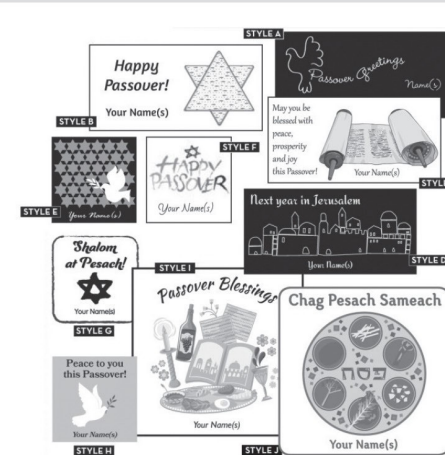 STYLE A
Passover Greetings
Name(s)
Happy
Passover!
Your Name(s)
STYLE B
May you be
blessed with
peace,
prosperity
and joy
this Passover!
Your Name(s)
STYL
STYLE E
Your Name(s)
STYLE F
HAPPY
PASSOVER
Your Name(s)
Next year in Jerusalem
Your Name(s)
STYLE D
Shalom
at Pesach!
Your Name(s)
STYLE G
STYLE I
Passover Blessings
Your Name(s)
Peace to you
this Passover!
Your Name(s)
STYLE H
STYLE J
Chag Pesach Sameach
פסח
Your Name(s)